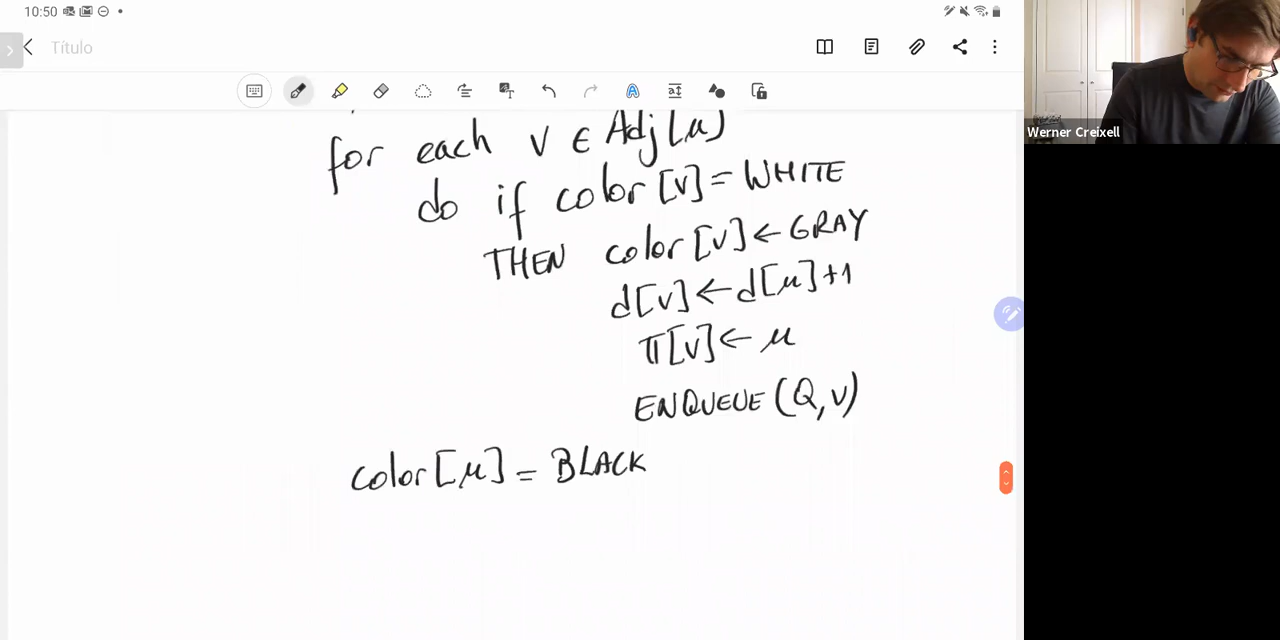 10:50
Título
for each v ∈ Adj[u]
do if color [v] = WHITE
THEN color [v] ← GRAY
d[v] ← d[u]+1
π[v] ← u
ENQUEUE (Q,v)
color[u] = BLACK
Werner Creixell